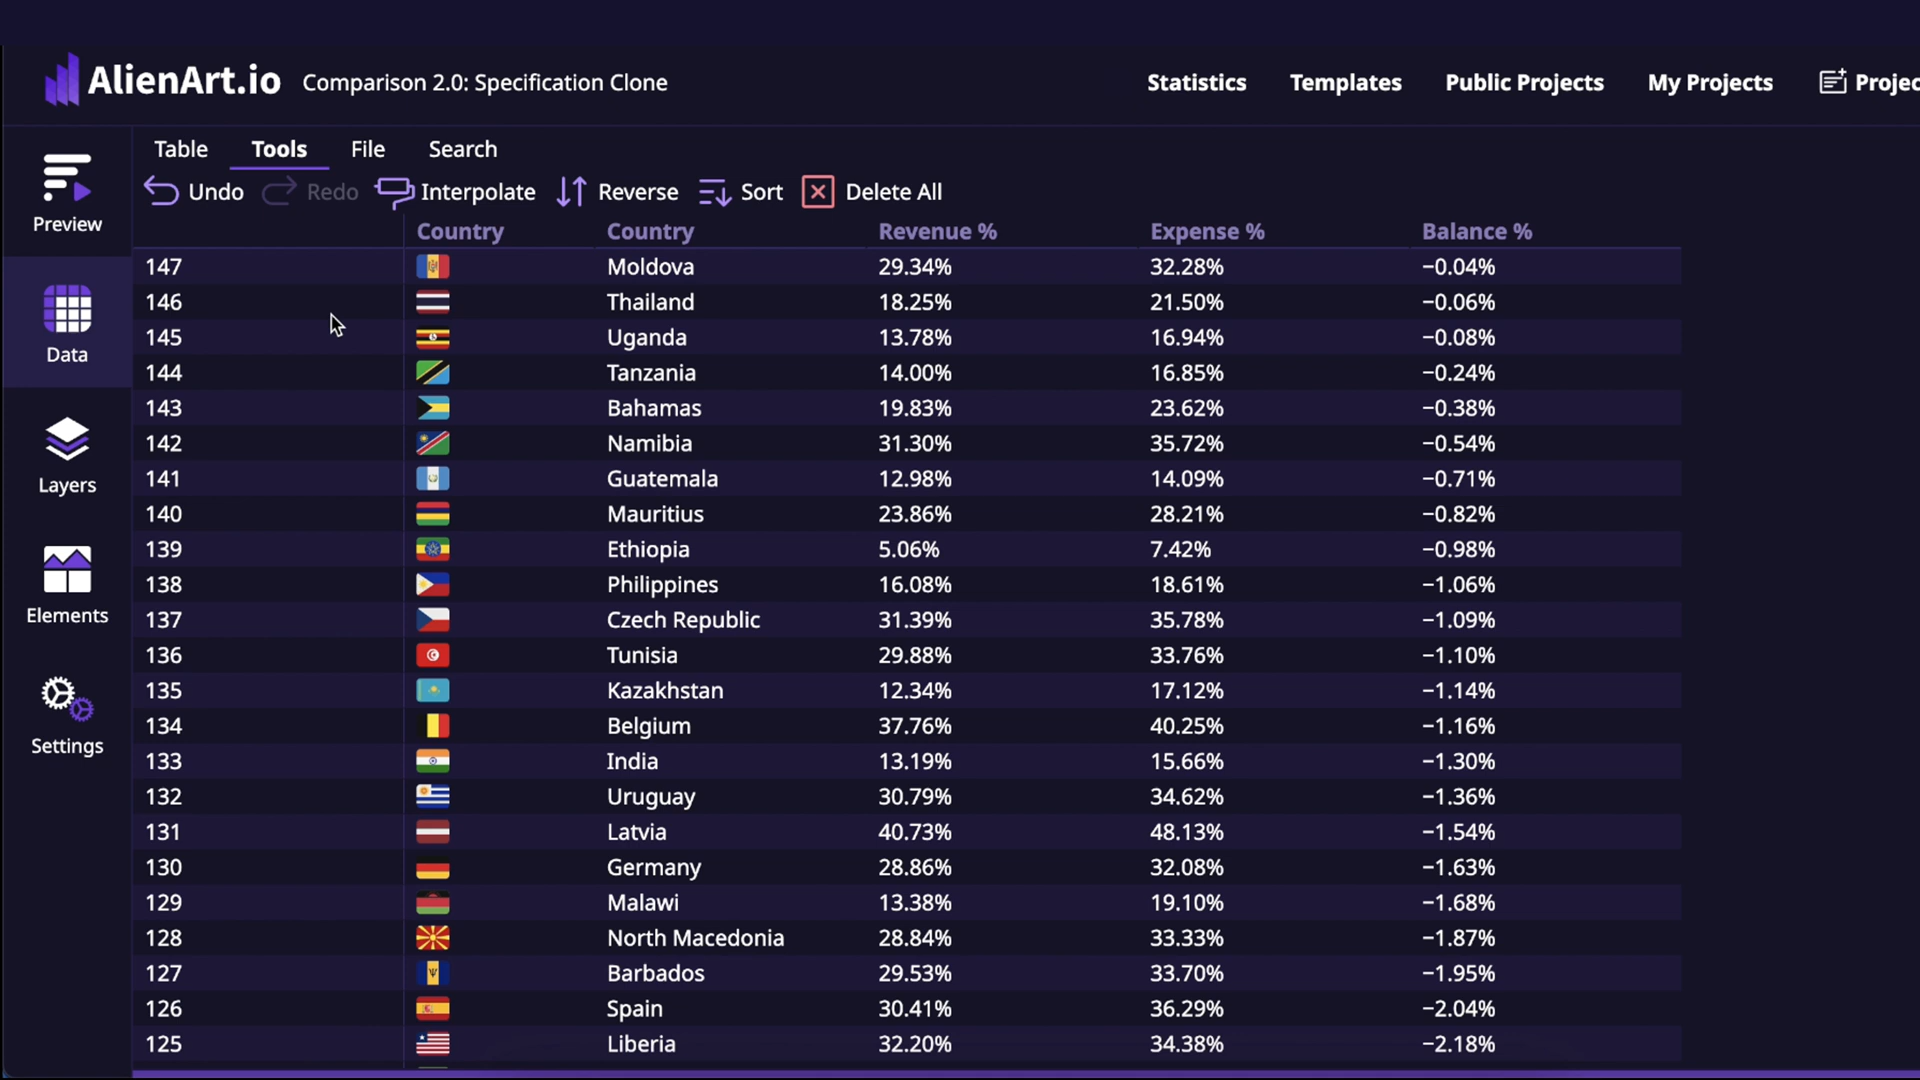 AlienArt.io Comparison 2.0: Specification Clone Statistics Templates Public Projects My Projects Projec
Table Tools File Search
Undo Redo Interpolate Reverse Sort Delete All
Preview
Data
Layers
Elements
Settings
Country Country Revenue % Expense % Balance %
147 Moldova 29.34% 32.28% −0.04%
146 Thailand 18.25% 21.50% −0.06%
145 Uganda 13.78% 16.94% −0.08%
144 Tanzania 14.00% 16.85% −0.24%
143 Bahamas 19.83% 23.62% −0.38%
142 Namibia 31.30% 35.72% −0.54%
141 Guatemala 12.98% 14.09% −0.71%
140 Mauritius 23.86% 28.21% −0.82%
139 Ethiopia 5.06% 7.42% −0.98%
138 Philippines 16.08% 18.61% −1.06%
137 Czech Republic 31.39% 35.78% −1.09%
136 Tunisia 29.88% 33.76% −1.10%
135 Kazakhstan 12.34% 17.12% −1.14%
134 Belgium 37.76% 40.25% −1.16%
133 India 13.19% 15.66% −1.30%
132 Uruguay 30.79% 34.62% −1.36%
131 Latvia 40.73% 48.13% −1.54%
130 Germany 28.86% 32.08% −1.63%
129 Malawi 13.38% 19.10% −1.68%
128 North Macedonia 28.84% 33.33% −1.87%
127 Barbados 29.53% 33.70% −1.95%
126 Spain 30.41% 36.29% −2.04%
125 Liberia 32.20% 34.38% −2.18%